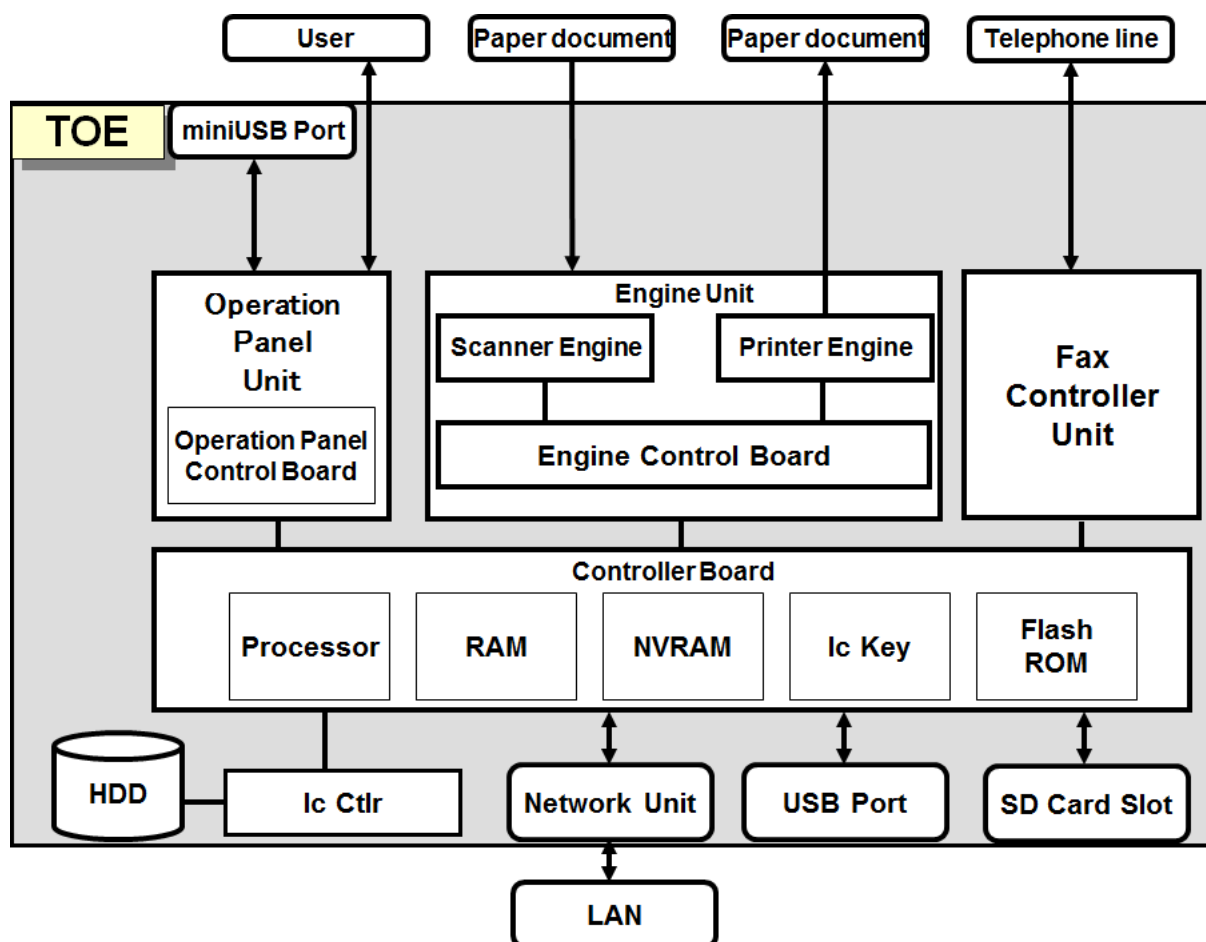 User
Paper document
Paper document
Telephone line
TOE
miniUSB Port
Operation
Panel
Unit
Operation Panel
Control Board
Engine Unit
Scanner Engine
Printer Engine
Engine Control Board
Fax
Controller
Unit
Controller Board
Processor
RAM
NVRAM
Ic Key
Flash
ROM
HDD
Ic Ctlr
Network Unit
USB Port
SD Card Slot
LAN